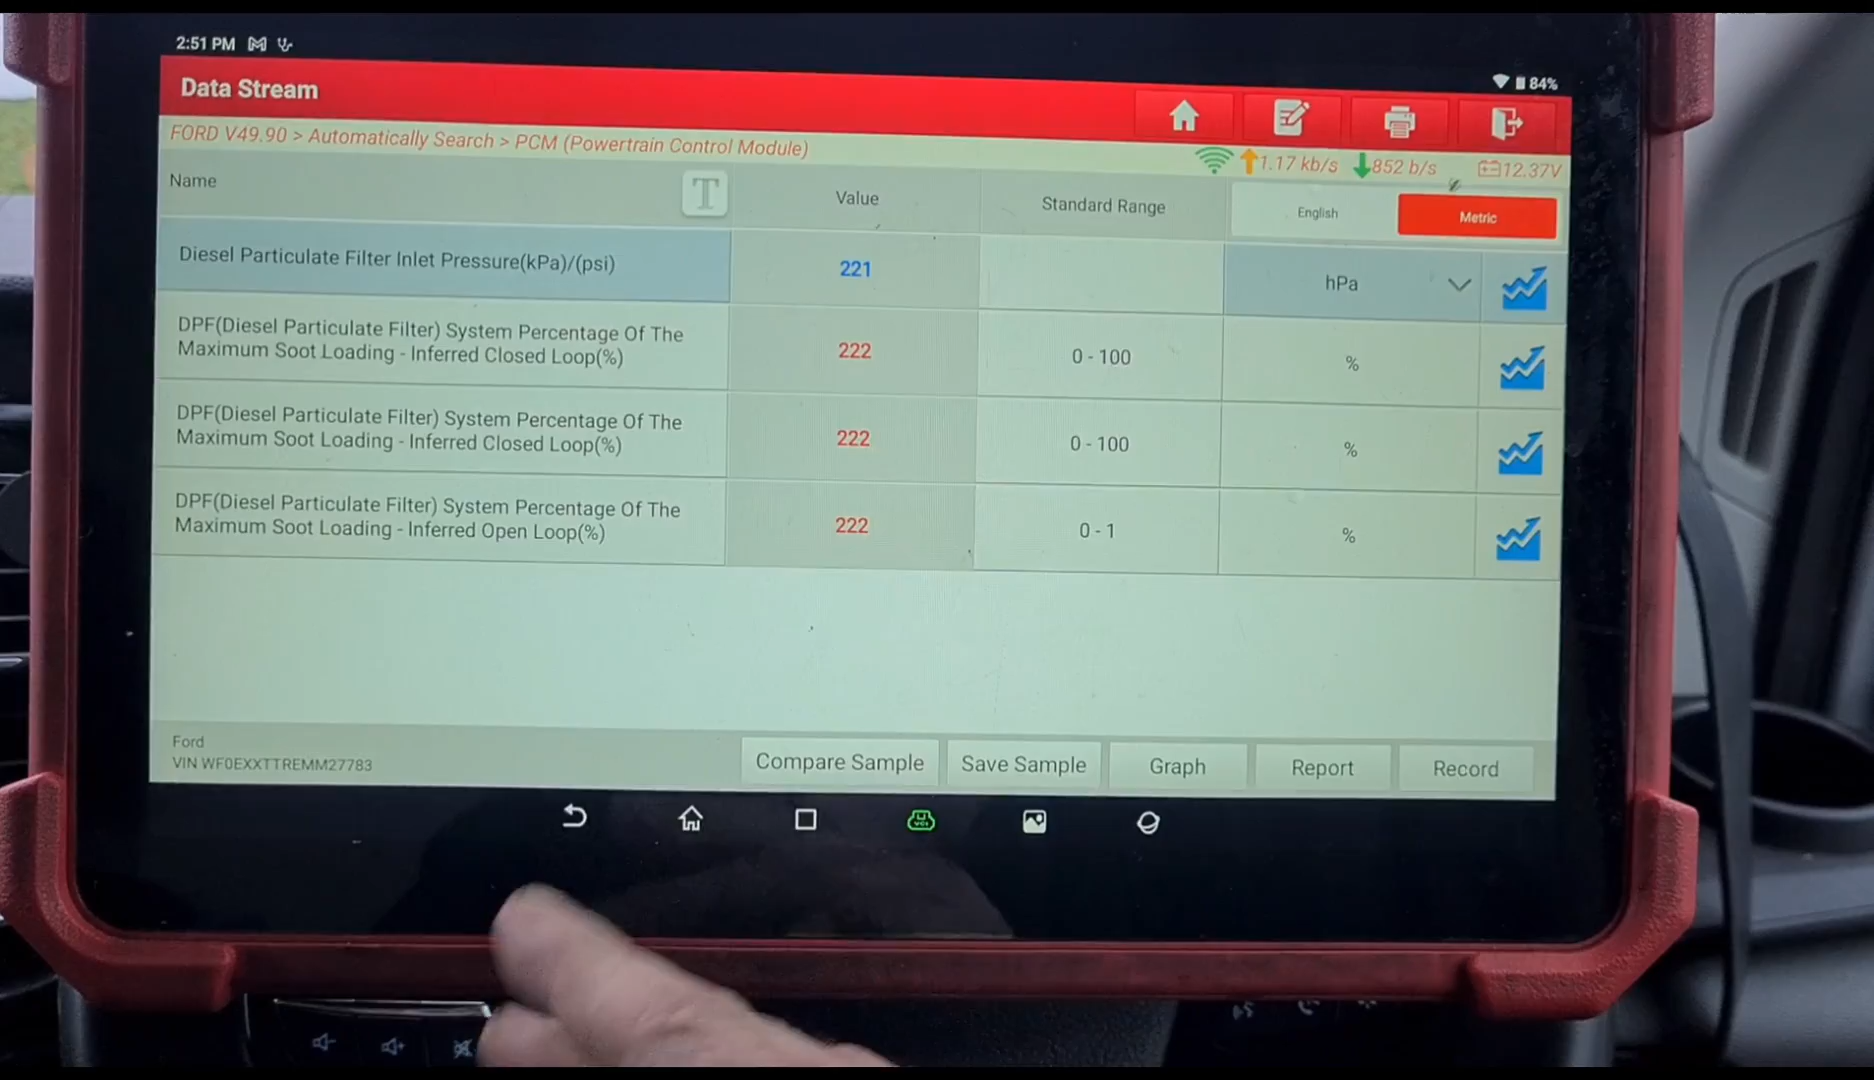 2:51 PM
84%
Data Stream
FORD V49.90 > Automatically Search > PCM (Powertrain Control Module)
1.17 kb/s 852 b/s 12.37V
Name T Value Standard Range English Metric
Diesel Particulate Filter Inlet Pressure(kPa)/(psi) 221 hPa
DPF(Diesel Particulate Filter) System Percentage Of The
Maximum Soot Loading - Inferred Closed Loop(%) 222 0 - 100 %
DPF(Diesel Particulate Filter) System Percentage Of The
Maximum Soot Loading - Inferred Closed Loop(%) 222 0 - 100 %
DPF(Diesel Particulate Filter) System Percentage Of The
Maximum Soot Loading - Inferred Open Loop(%) 222 0 - 1 %
Ford
VIN WF0EXXTTREMM27783
Compare Sample Save Sample Graph Report Record
VCI